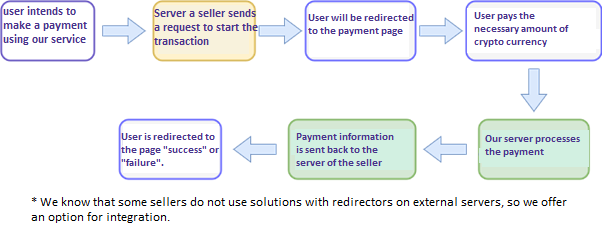 user intends to
make a payment
using our service
Server a seller sends
a request to start the
transaction
User will be redirected
to the payment page
User pays the
necessary amount of
crypto currency
Our server processes
the payment
Payment information
is sent back to the
server of the seller
User is redirected to
the page "success" or
"failure".
* We know that some sellers do not use solutions with redirectors on external servers, so we offer
an option for integration.